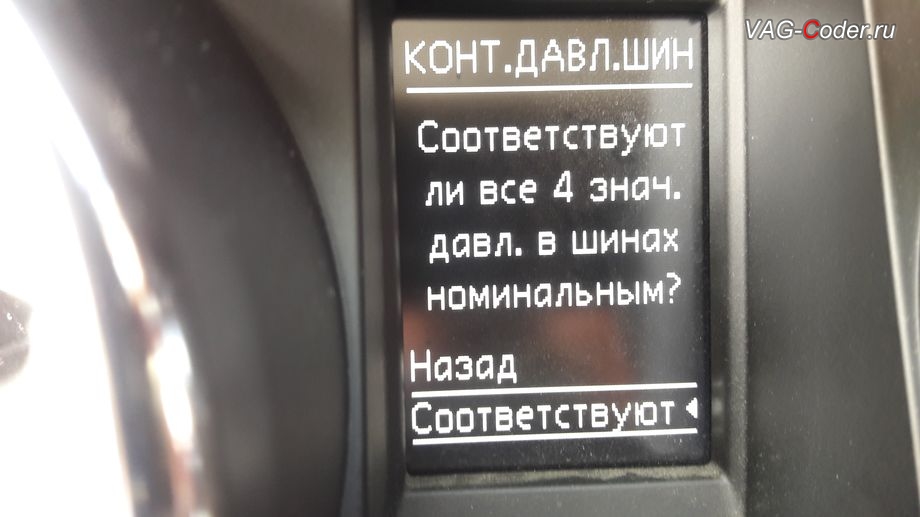 VAG-Coder.ru
КОНТ.ДАВЛ.ШИН
Соответствуют
ли все 4 знач.
давл. в шинах
номинальным?
Назад
Соответствуют